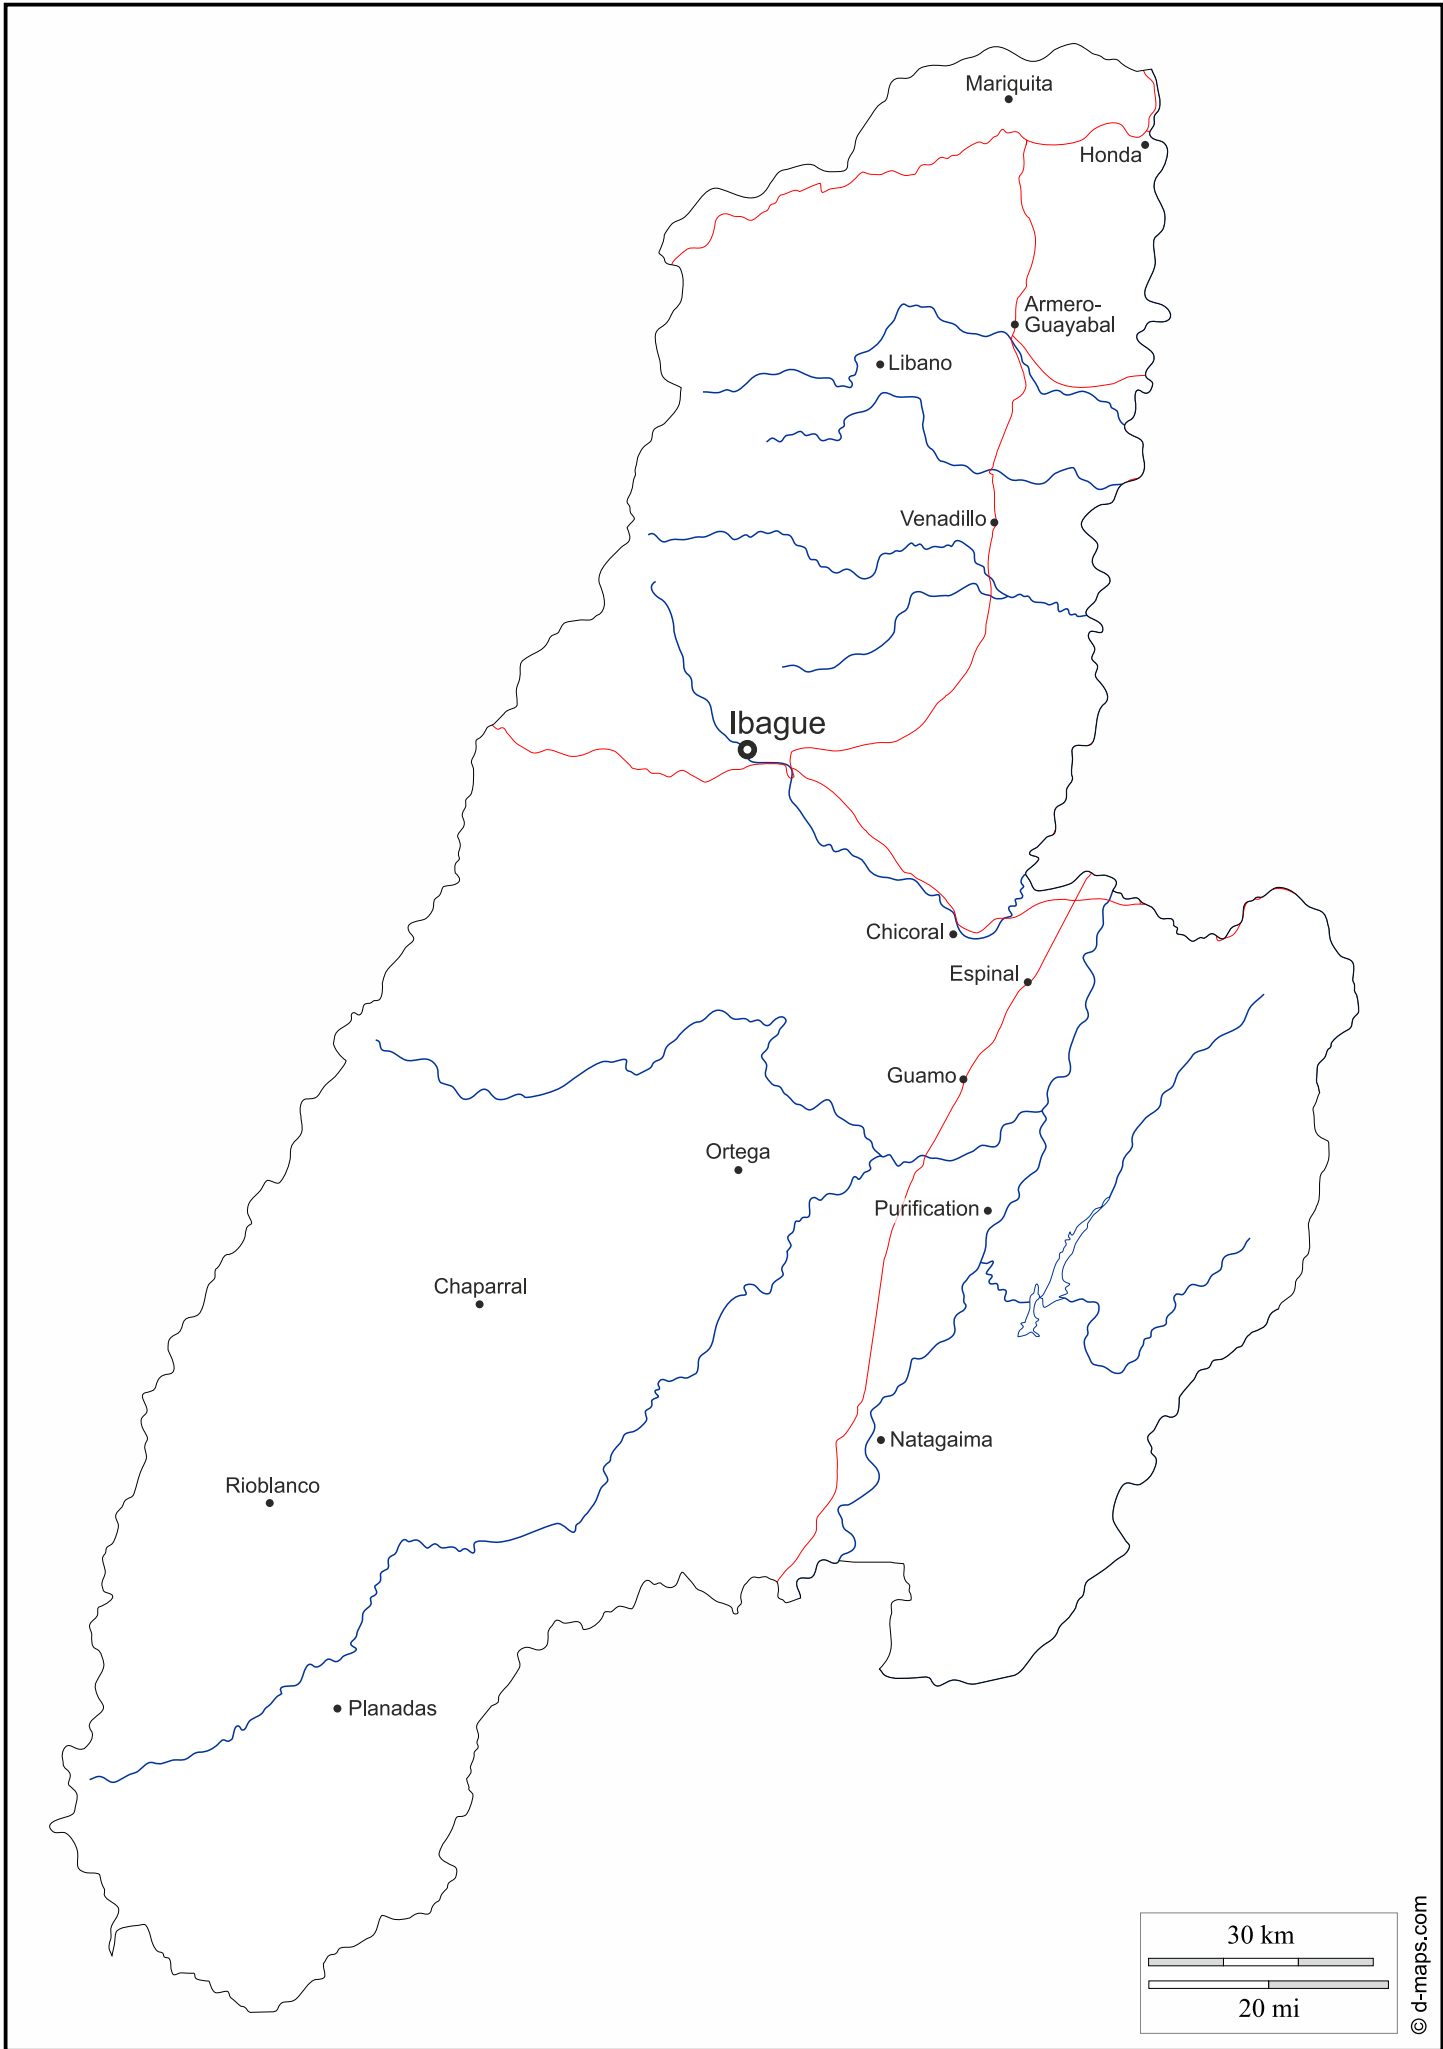 Mariquita
Honda
Armero-
Guayabal
Libano
Venadillo
Ibague
Chicoral
Espinal
Guamo
Ortega
Purification
Chaparral
Natagaima
Rioblanco
Planadas
30 km
20 mi
© d-maps.com